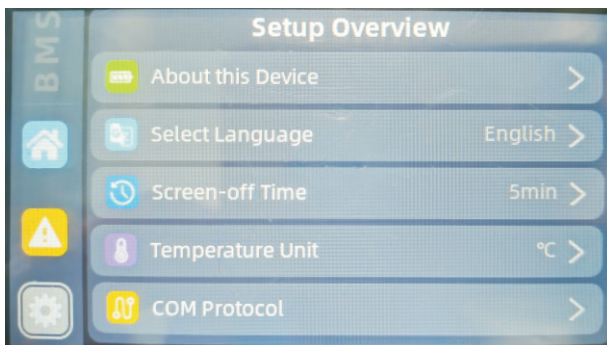 BMS
Setup Overview
About this Device
Select Language English
Screen-off Time 5min
Temperature Unit °C
COM Protocol